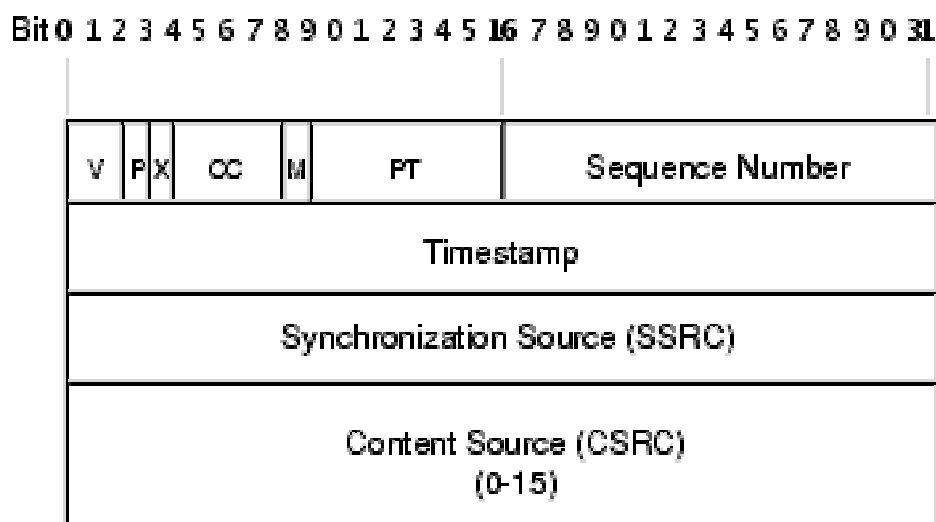 Bit 0 1 2 3 4 5 6 7 8 9 0 1 2 3 4 5 16 7 8 9 0 1 2 3 4 5 6 7 8 9 0 31
V P X CC M PT Sequence Number
Timestamp
Synchronization Source (SSRC)
Content Source (CSRC)
(0-15)